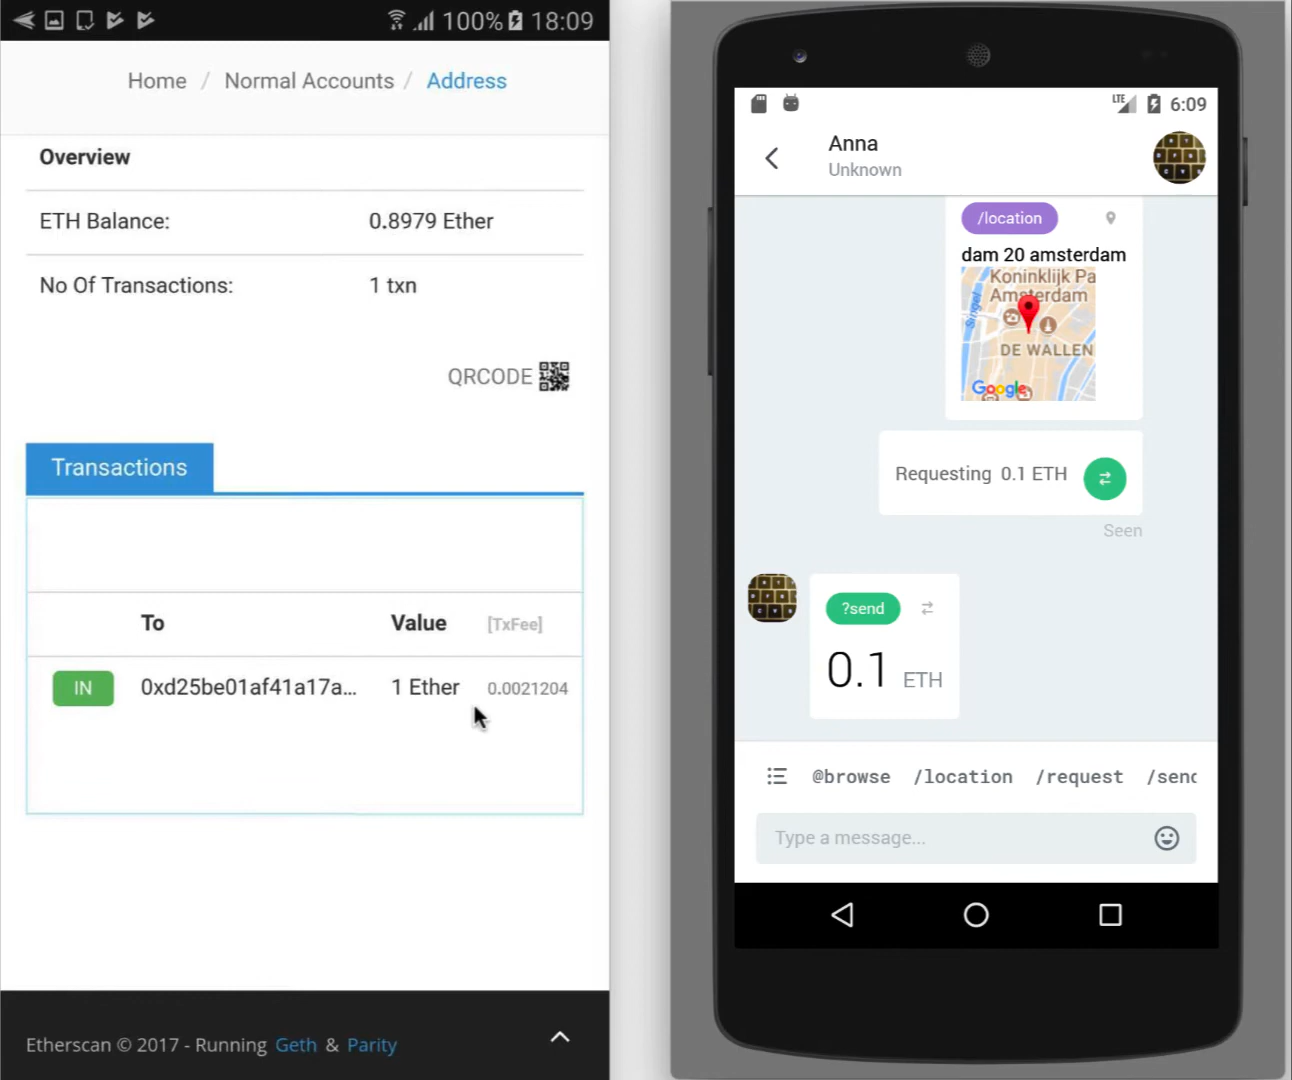 100% 18:09
Home / Normal Accounts / Address
Overview
ETH Balance: 0.8979 Ether
No Of Transactions: 1 txn
QRCODE
Transactions
To Value [TxFee]
IN 0xd25be01af41a17a... 1 Ether 0.0021204
Etherscan © 2017 - Running Geth & Parity
LTE 6:09
Anna
Unknown
/location
dam 20 amsterdam
Koninklijk Pa
Amsterdam
Singel
DE WALLEN
Google
Requesting 0.1 ETH
Seen
?send
0.1 ETH
@browse /location /request /send
Type a message...